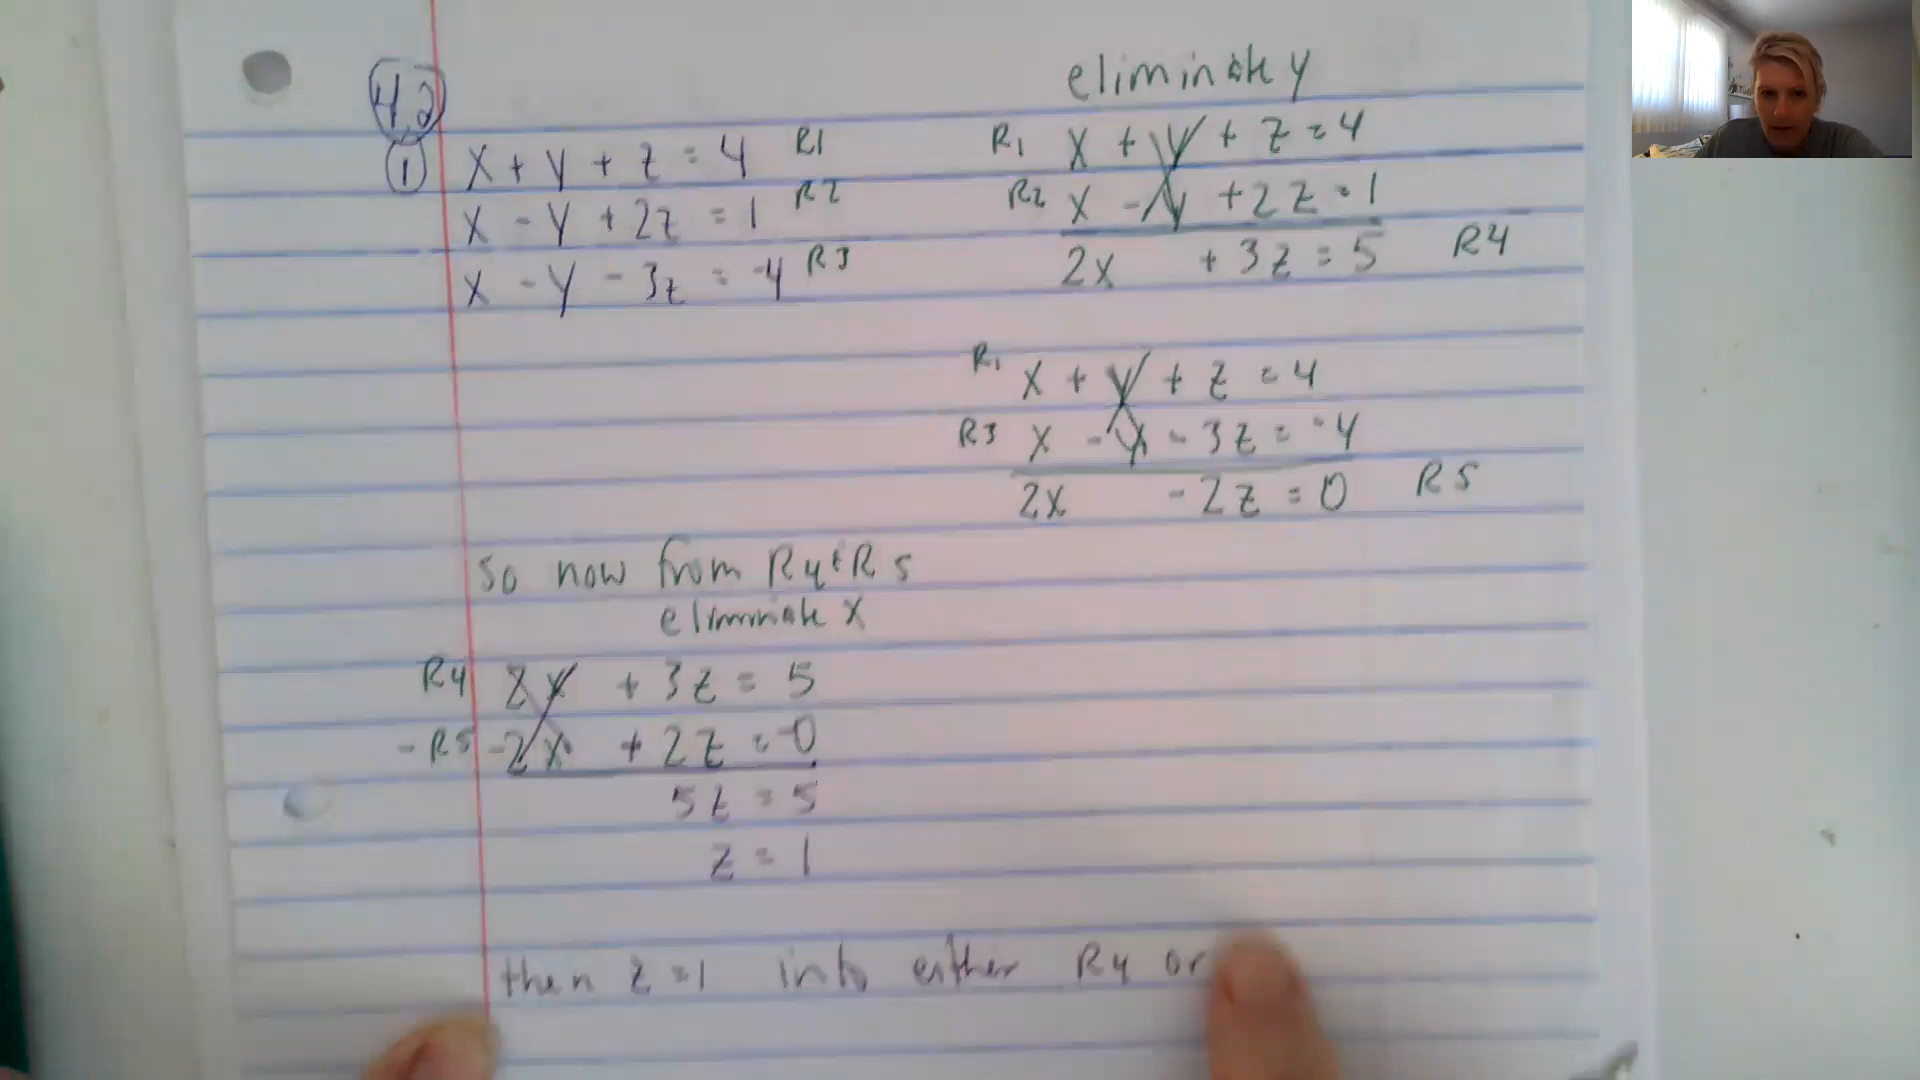 4.2
① x + y + z = 4 R1
x - y + 2z = 1 R2
x - y - 3z = -4 R3
eliminate y
R1 x + y + z = 4
R2 x - y + 2z = 1
2x + 3z = 5 R4
R1 x + y + z = 4
R3 x - y - 3z = -4
2x - 2z = 0 R5
so now from R4 & R5
eliminate x
R4 2x + 3z = 5
-R5 -2x + 2z = -0
5z = 5
z = 1
then z = 1 into either R4 or